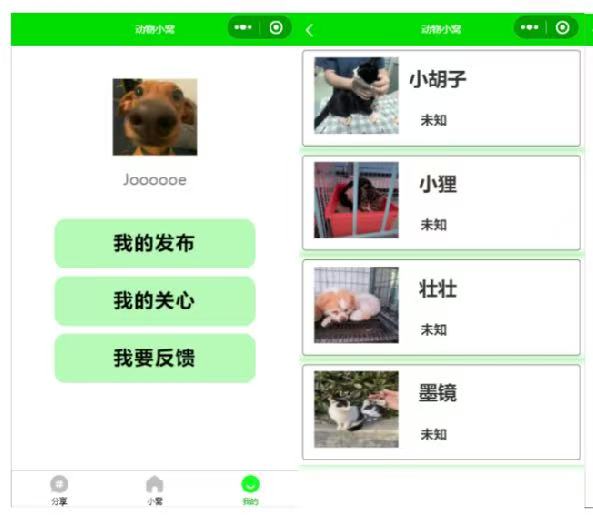 动物小窝
Joooooe
我的发布
我的关心
我要反馈
分享
小窝
我的
动物小窝
小胡子
未知
小狸
未知
壮壮
未知
墨镜
未知